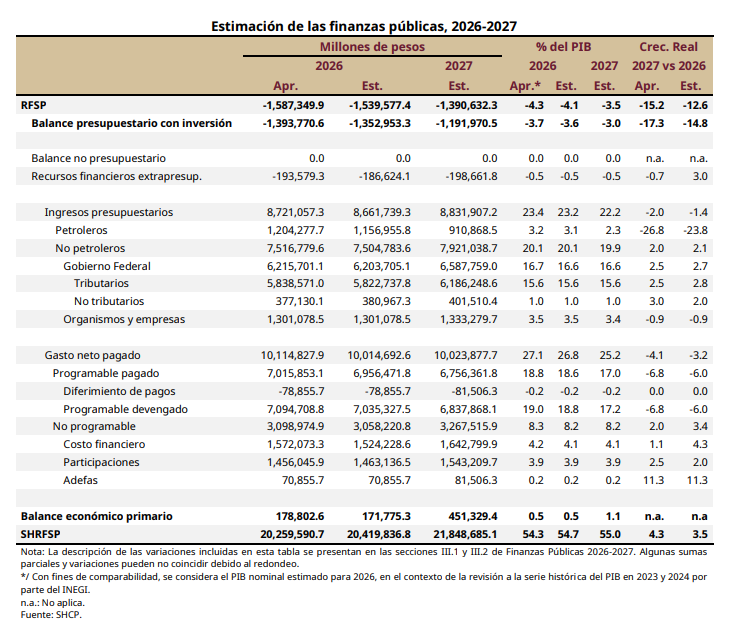 Estimación de las finanzas públicas, 2026-2027
Millones de pesos % del PIB Crec. Real
2026 2027 2026 2027 2027 vs 2026
Apr. Est. Est. Apr.* Est. Est. Apr. Est.
RFSP -1,587,349.9 -1,539,577.4 -1,390,632.3 -4.3 -4.1 -3.5 -15.2 -12.6
Balance presupuestario con inversión -1,393,770.6 -1,352,953.3 -1,191,970.5 -3.7 -3.6 -3.0 -17.3 -14.8
Balance no presupuestario 0.0 0.0 0.0 0.0 0.0 0.0 n.a. n.a.
Recursos financieros extrapresup. -193,579.3 -186,624.1 -198,661.8 -0.5 -0.5 -0.5 -0.7 3.0
Ingresos presupuestarios 8,721,057.3 8,661,739.3 8,831,907.2 23.4 23.2 22.2 -2.0 -1.4
Petroleros 1,204,277.7 1,156,955.8 910,868.5 3.2 3.1 2.3 -26.8 -23.8
No petroleros 7,516,779.6 7,504,783.6 7,921,038.7 20.1 20.1 19.9 2.0 2.1
Gobierno Federal 6,215,701.1 6,203,705.1 6,587,759.0 16.7 16.6 16.6 2.5 2.7
Tributarios 5,838,571.0 5,822,737.8 6,186,248.6 15.6 15.6 15.6 2.5 2.8
No tributarios 377,130.1 380,967.3 401,510.4 1.0 1.0 1.0 3.0 2.0
Organismos y empresas 1,301,078.5 1,301,078.5 1,333,279.7 3.5 3.5 3.4 -0.9 -0.9
Gasto neto pagado 10,114,827.9 10,014,692.6 10,023,877.7 27.1 26.8 25.2 -4.1 -3.2
Programable pagado 7,015,853.1 6,956,471.8 6,756,361.8 18.8 18.6 17.0 -6.8 -6.0
Diferimiento de pagos -78,855.7 -78,855.7 -81,506.3 -0.2 -0.2 -0.2 0.0 0.0
Programable devengado 7,094,708.8 7,035,327.5 6,837,868.1 19.0 18.8 17.2 -6.8 -6.0
No programable 3,098,974.9 3,058,220.8 3,267,515.9 8.3 8.2 8.2 2.0 3.4
Costo financiero 1,572,073.3 1,524,228.6 1,642,799.9 4.2 4.1 4.1 1.1 4.3
Participaciones 1,456,045.9 1,463,136.5 1,543,209.7 3.9 3.9 3.9 2.5 2.0
Adefas 70,855.7 70,855.7 81,506.3 0.2 0.2 0.2 11.3 11.3
Balance económico primario 178,802.6 171,775.3 451,329.4 0.5 0.5 1.1 n.a. n.a
SHRFSP 20,259,590.7 20,419,836.8 21,848,685.1 54.3 54.7 55.0 4.3 3.5
Nota: La descripción de las variaciones incluidas en esta tabla se presentan en las secciones III.1 y III.2 de Finanzas Públicas 2026-2027. Algunas sumas
parciales y variaciones pueden no coincidir debido al redondeo.
*/ Con fines de comparabilidad, se considera el PIB nominal estimado para 2026, en el contexto de la revisión a la serie histórica del PIB en 2023 y 2024 por
parte del INEGI.
n.a.: No aplica.
Fuente: SHCP.